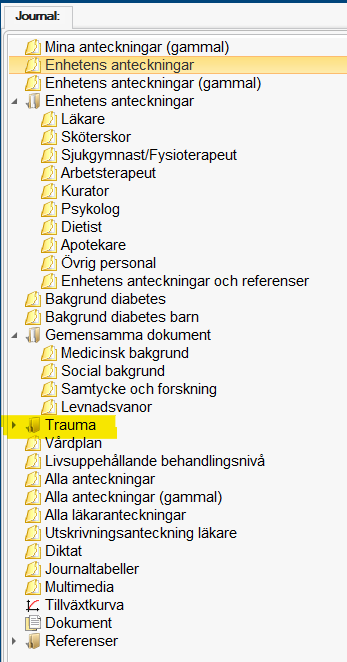 Journal:
Mina anteckningar (gammal)
Enhetens anteckningar
Enhetens anteckningar (gammal)
Enhetens anteckningar
Läkare
Sköterskor
Sjukgymnast/Fysioterapeut
Arbetsterapeut
Kurator
Psykolog
Dietist
Apotekare
Övrig personal
Enhetens anteckningar och referenser
Bakgrund diabetes
Bakgrund diabetes barn
Gemensamma dokument
Medicinsk bakgrund
Social bakgrund
Samtycke och forskning
Levnadsvanor
Trauma
Vårdplan
Livsuppehållande behandlingsnivå
Alla anteckningar
Alla anteckningar (gammal)
Alla läkaranteckningar
Utskrivningsanteckning läkare
Diktat
Journaltabeller
Multimedia
Tillväxtkurva
Dokument
Referenser